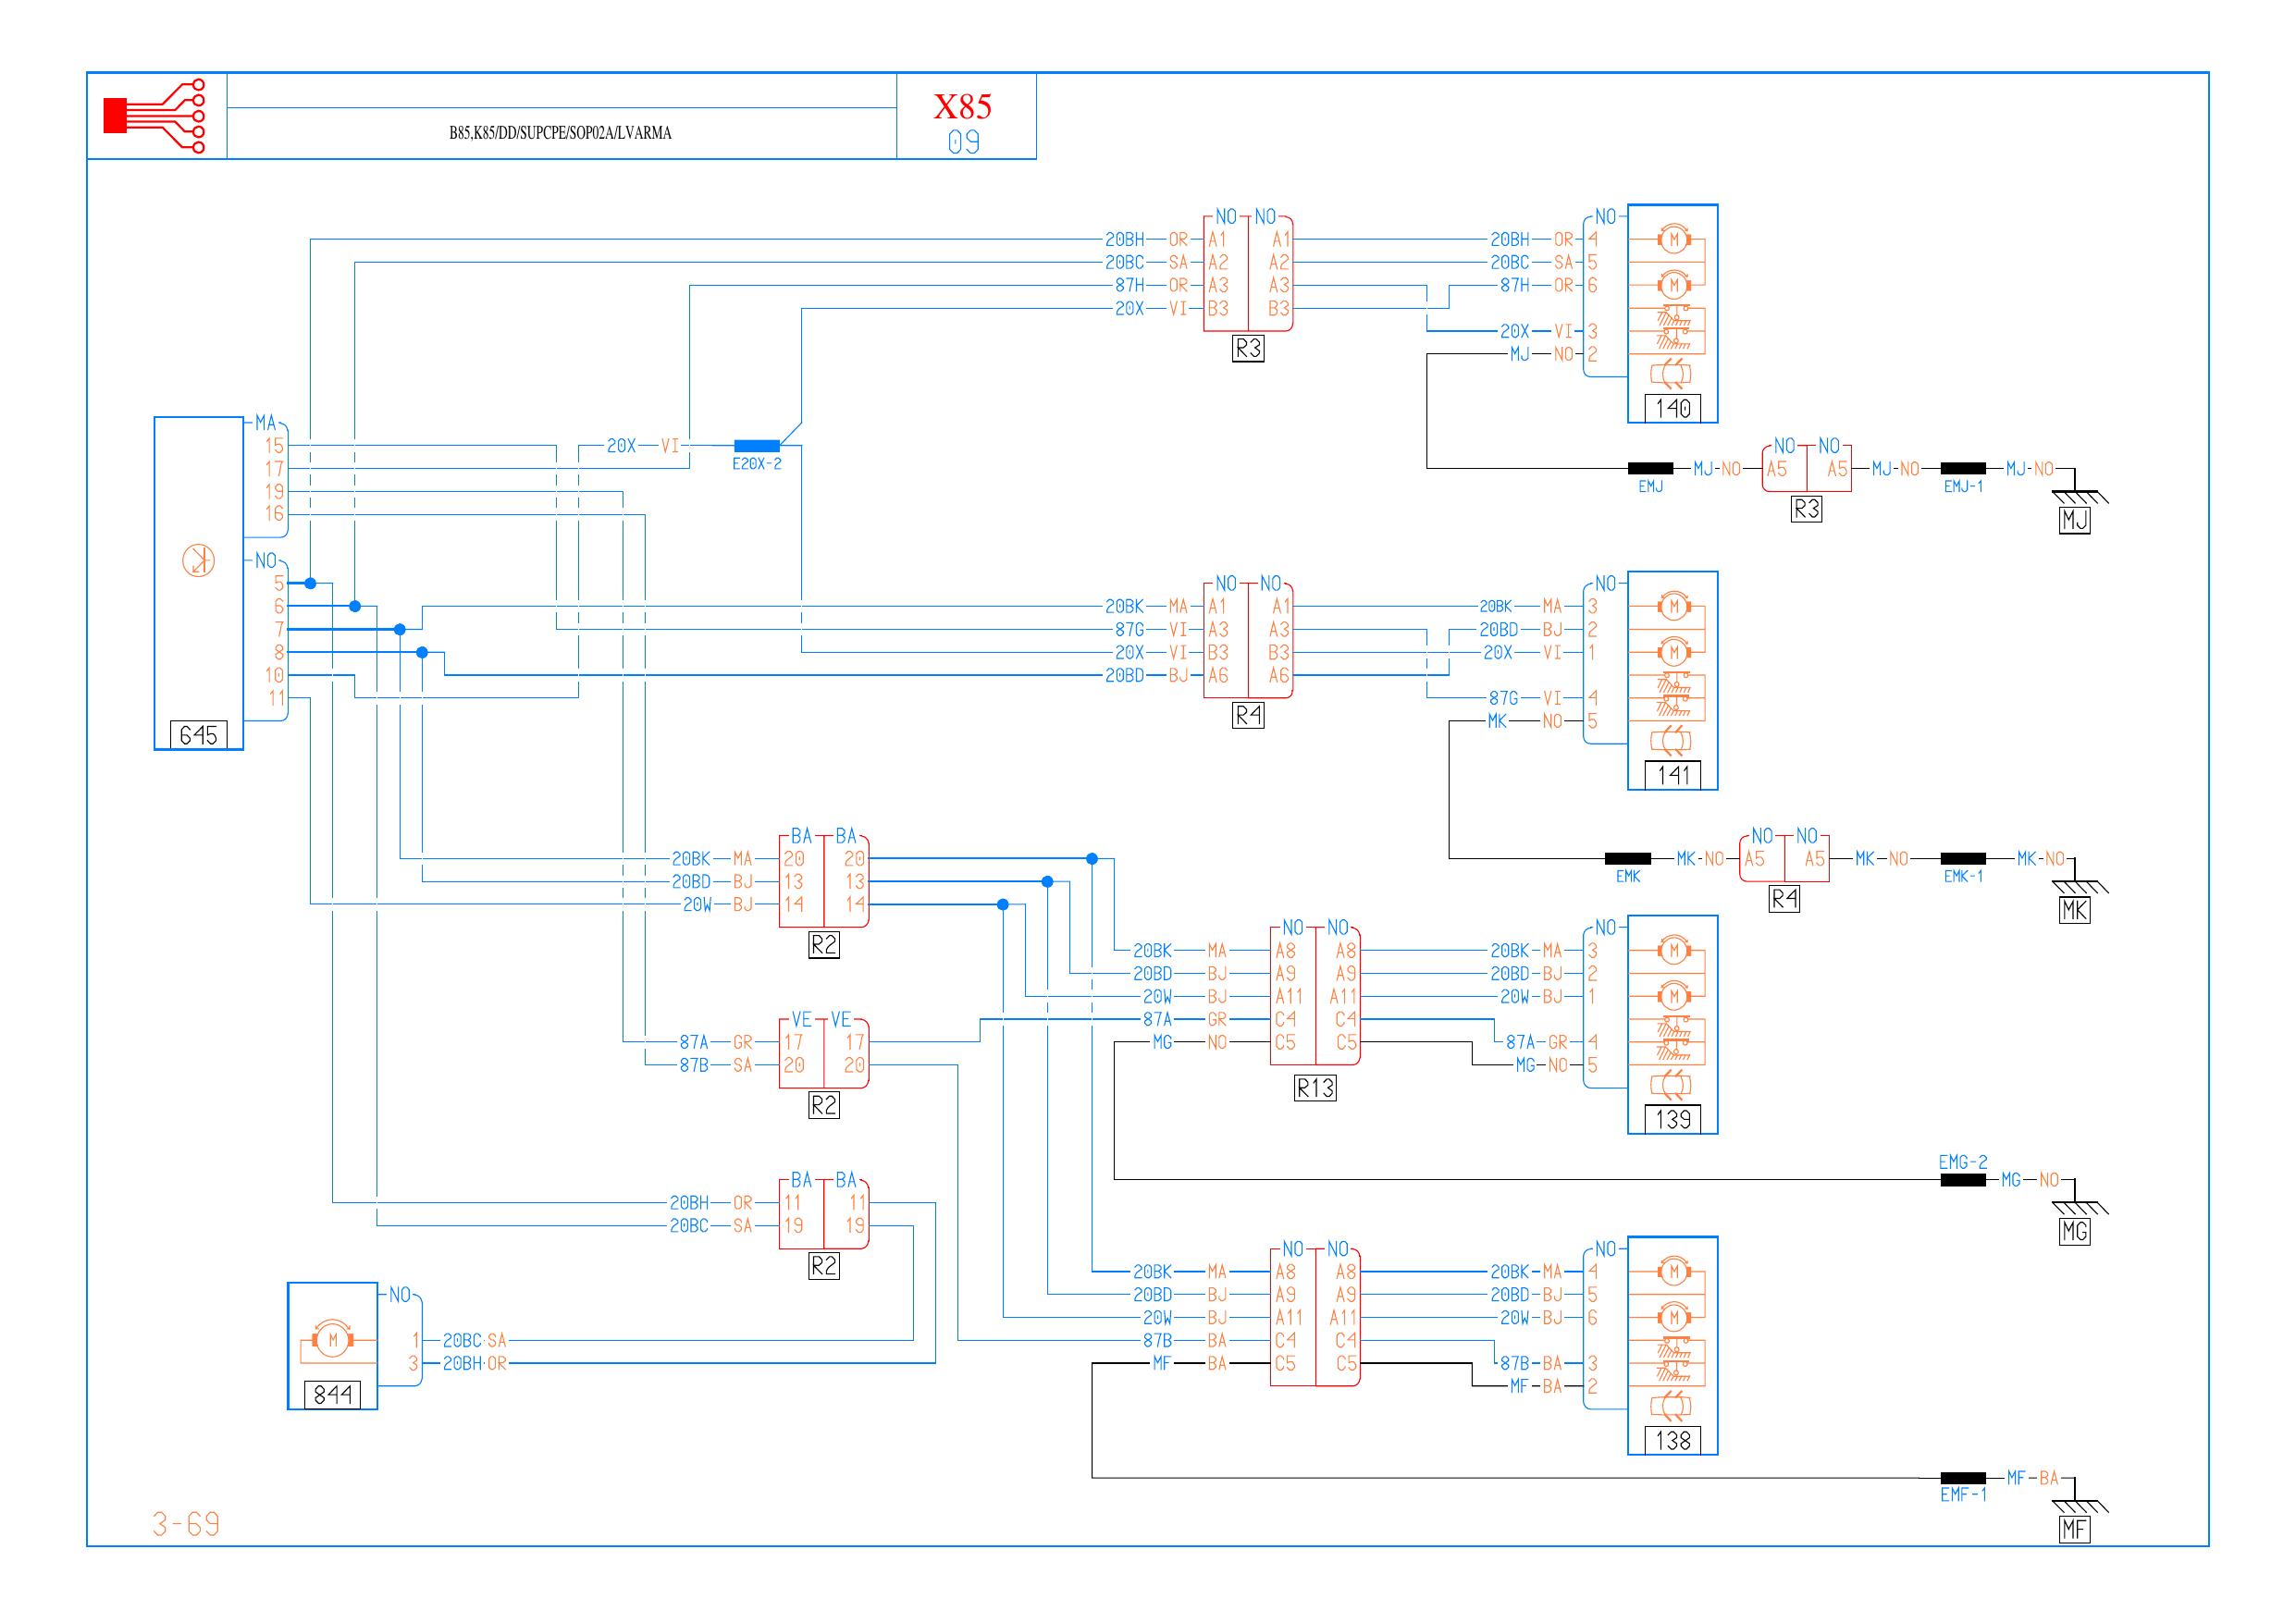 X85
B85,K85/DD/SUPCPE/SOP02A/LVARMA
09
NO NO NO
20BH OR A1 A1 20BH OR 4
20BC SA A2 A2 20BC SA 5
87H OR A3 A3 87H OR 6
20X VI B3 B3
20X VI 3
R3
MJ NO 2
140
MA
15 20X VI
E20X-2
17
19
16
NO NO
A5 A5
MJ NO MJ NO MJ NO
EMJ EMJ-1
R3
MJ
NO
5
6
7
8
10
11
645
NO NO NO
20BK MA A1 A1 20BK MA 3
87G VI A3 A3 20BD BJ 2
20X VI B3 B3 20X VI 1
20BD BJ A6 A6
87G VI 4
R4
MK NO 5
141
BA BA
20BK MA 20 20
20BD BJ 13 13
20W BJ 14 14
R2
NO NO
MK NO A5 A5 MK NO MK NO
EMK EMK-1
R4
MK
NO NO NO
20BK MA A8 A8 20BK MA 3
20BD BJ A9 A9 20BD BJ 2
20W BJ A11 A11 20W BJ 1
87A GR C4 C4
MG NO C5 C5 87A GR 4
MG NO 5
R13
139
VE VE
87A GR 17 17
87B SA 20 20
R2
EMG-2
MG NO
MG
BA BA
20BH OR 11 11
20BC SA 19 19
R2
NO NO NO
20BK MA A8 A8 20BK MA 4
20BD BJ A9 A9 20BD BJ 5
20W BJ A11 A11 20W BJ 6
87B BA C4 C4
MF BA C5 C5 87B BA 3
MF BA 2
138
NO
1 20BC SA
3 20BH OR
844
MF BA
EMF-1
MF
3-69